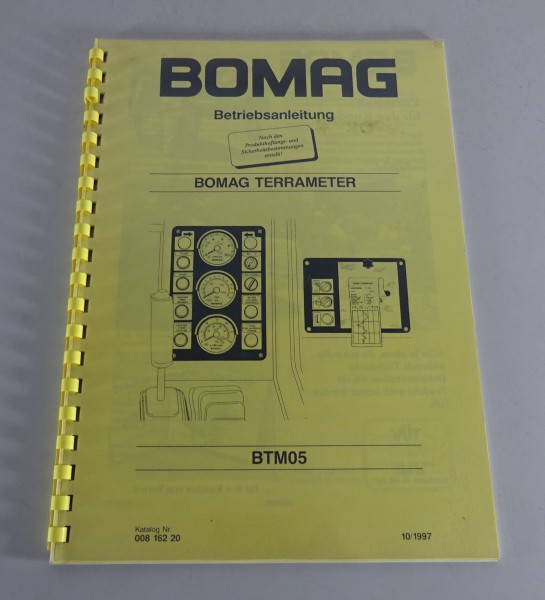 BOMAG
Betriebsanleitung
Nach den
Produkthaftungs- und
Sicherheitsbestimmungen
erstellt!
BOMAG TERRAMETER
BTM05
Katalog Nr.
008 162 20
10/1997